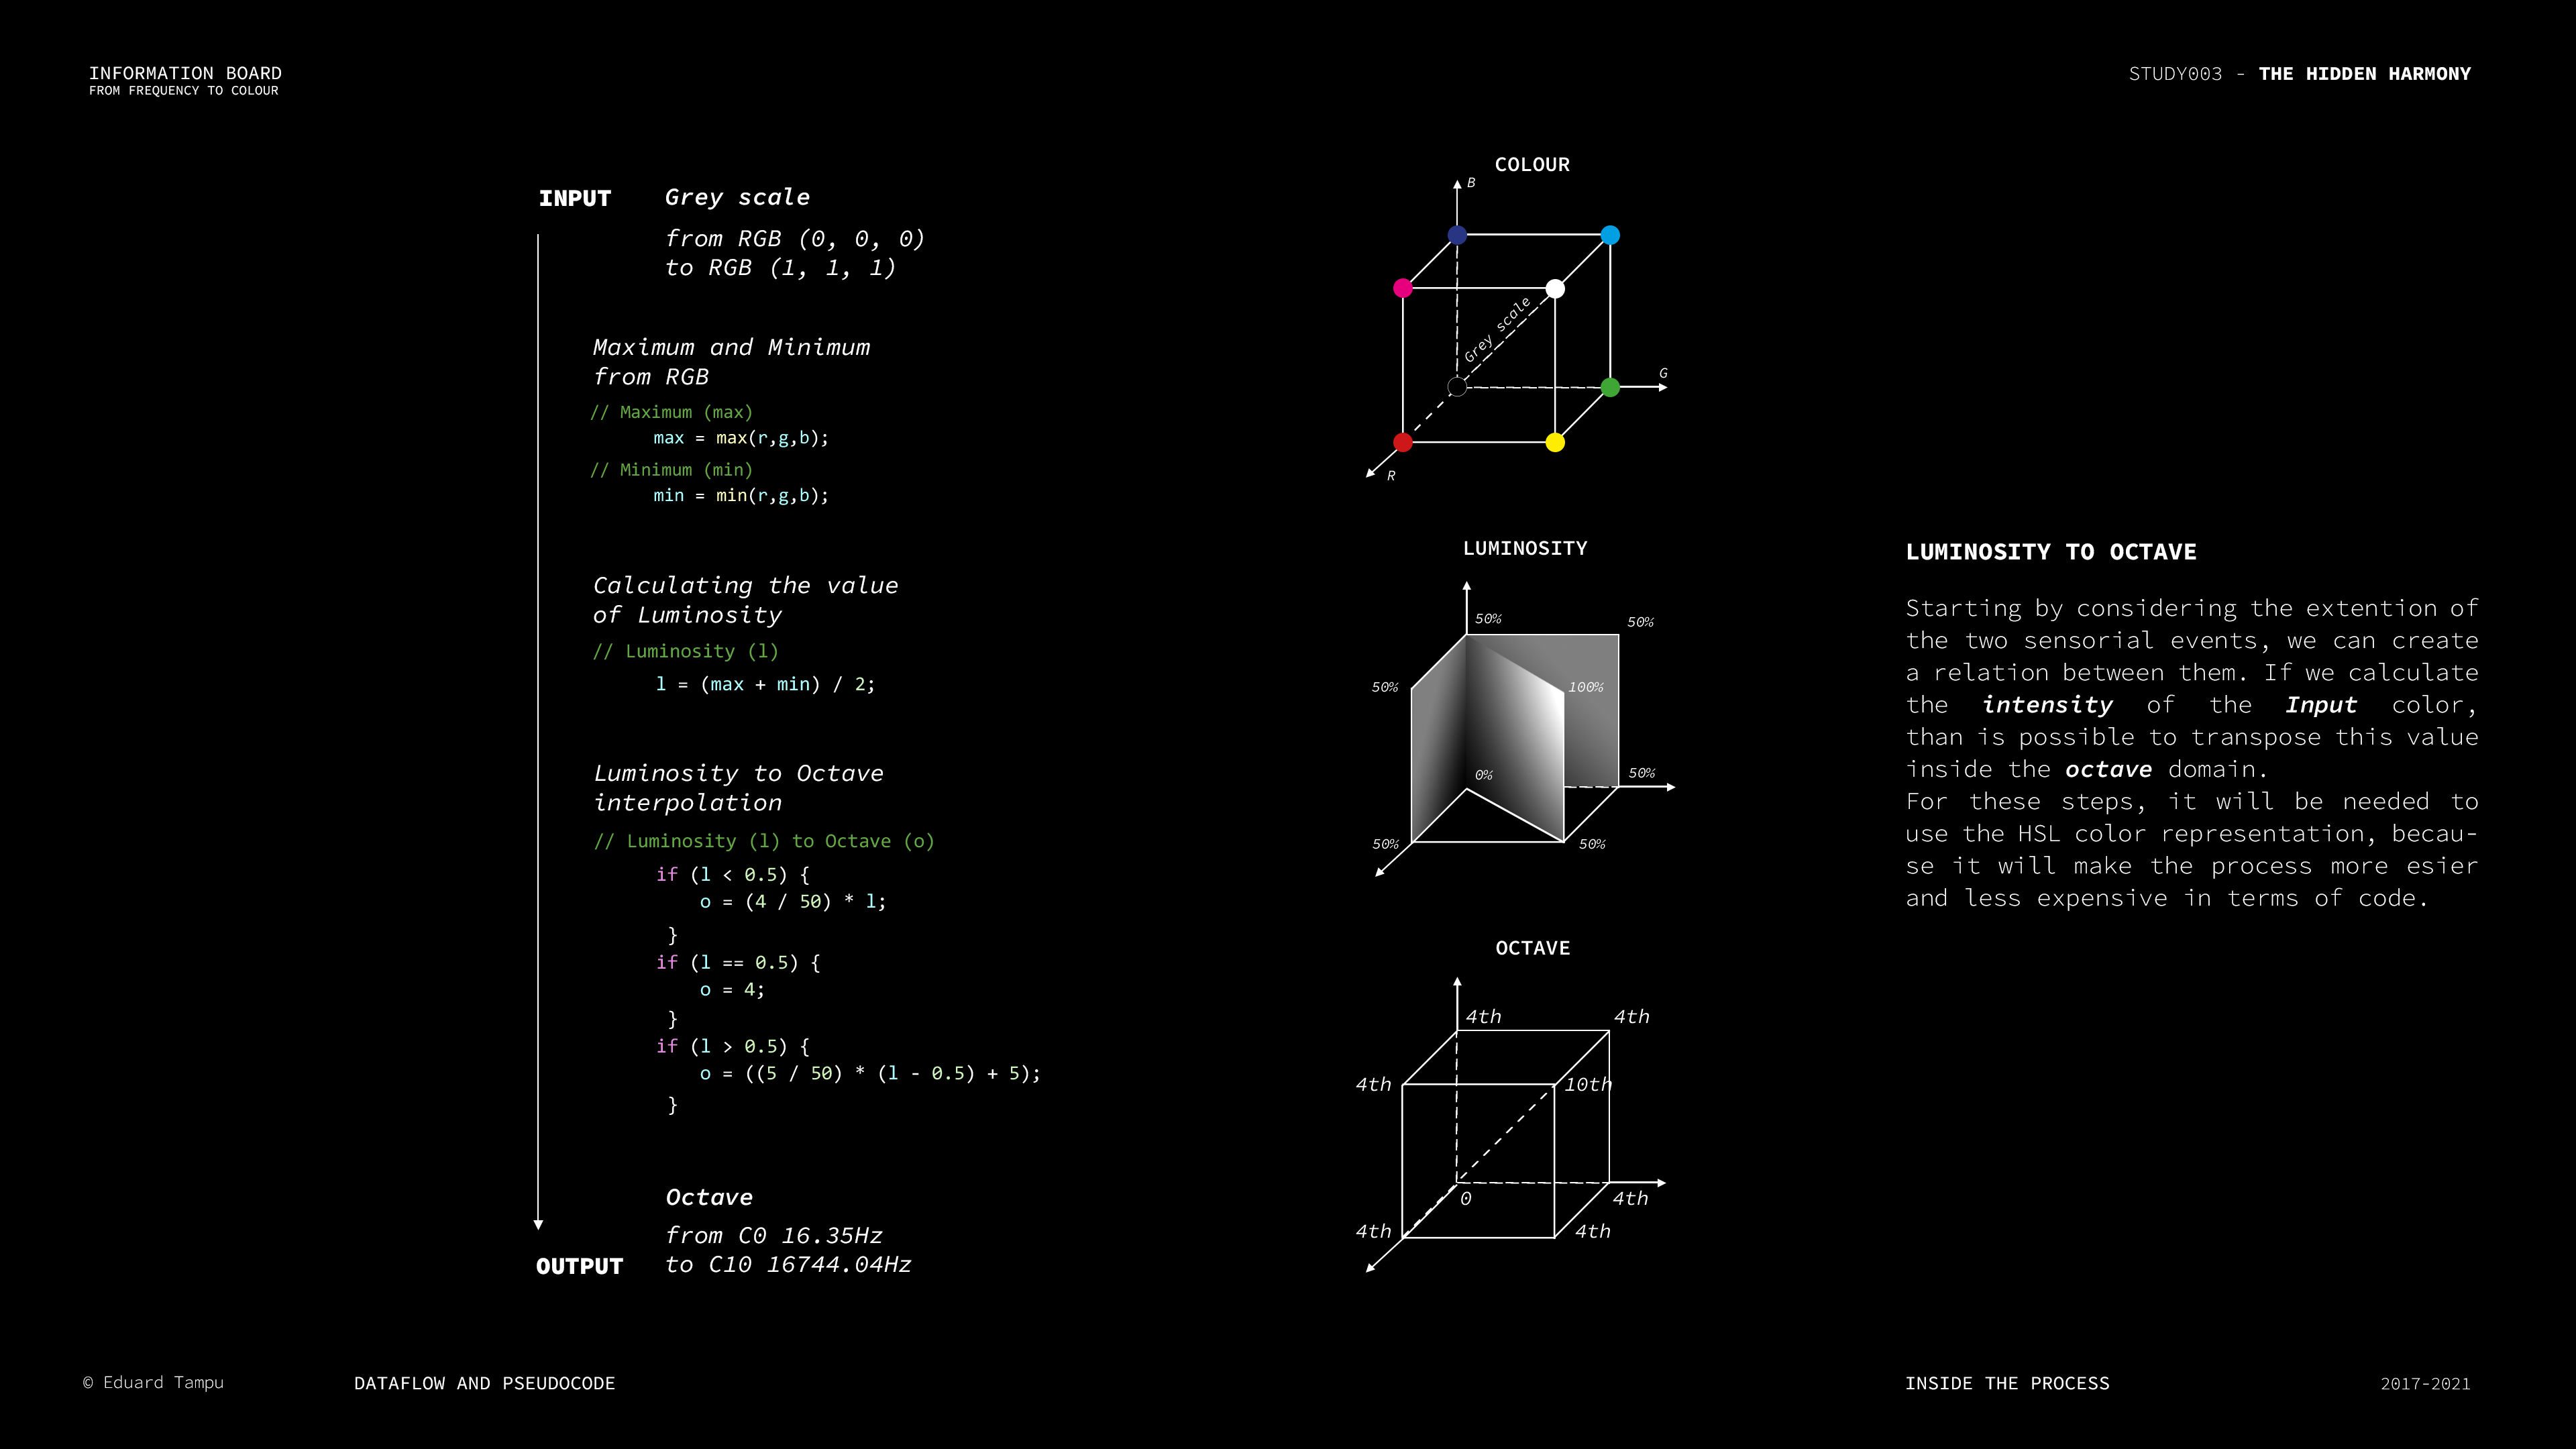 INFORMATION BOARD
FROM FREQUENCY TO COLOUR
STUDY003 - THE HIDDEN HARMONY
INPUT
Grey scale
from RGB (0, 0, 0)
to RGB (1, 1, 1)
Maximum and Minimum
from RGB
// Maximum (max)
max = max(r,g,b);
// Minimum (min)
min = min(r,g,b);
Calculating the value
of Luminosity
// Luminosity (l)
l = (max + min) / 2;
Luminosity to Octave
interpolation
// Luminosity (l) to Octave (o)
if (l < 0.5) {
o = (4 / 50) * l;
}
if (l == 0.5) {
o = 4;
}
if (l > 0.5) {
o = ((5 / 50) * (l - 0.5) + 5);
}
Octave
from C0 16.35Hz
to C10 16744.04Hz
OUTPUT
COLOUR
B
Grey scale
G
R
LUMINOSITY
50%
50%
50%
100%
0%
50%
50%
50%
OCTAVE
4th
4th
4th
10th
0
4th
4th
4th
LUMINOSITY TO OCTAVE
Starting by considering the extention of
the two sensorial events, we can create
a relation between them. If we calculate
the intensity of the Input color,
than is possible to transpose this value
inside the octave domain.
For these steps, it will be needed to
use the HSL color representation, becau-
se it will make the process more esier
and less expensive in terms of code.
© Eduard Tampu
DATAFLOW AND PSEUDOCODE
INSIDE THE PROCESS
2017-2021